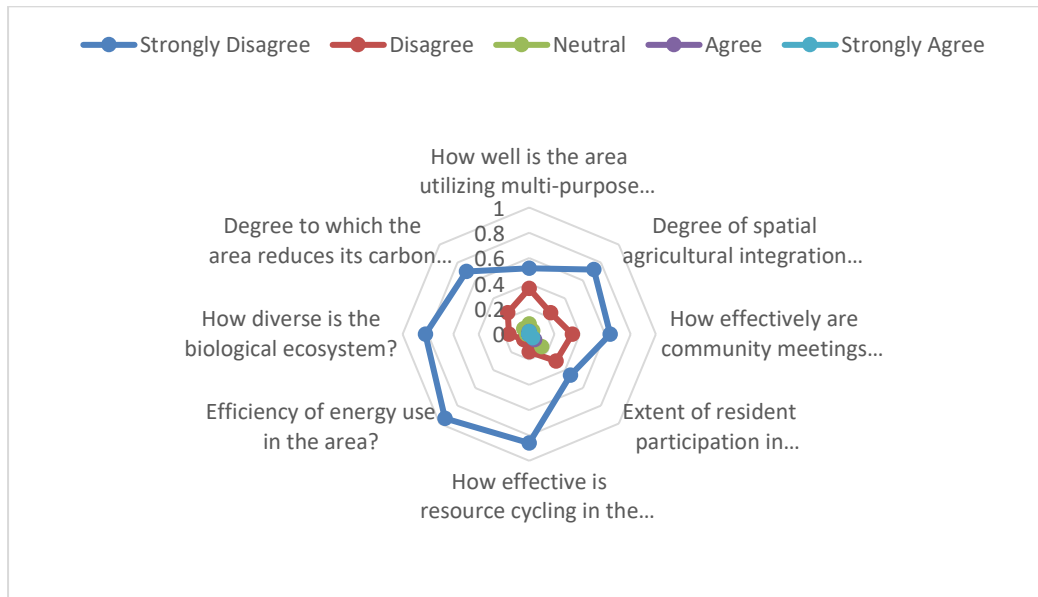 Strongly Disagree Disagree Neutral Agree Strongly Agree
How well is the area
utilizing multi-purpose...
Degree of spatial
agricultural integration...
How effectively are
community meetings...
Extent of resident
participation in...
How effective is
resource cycling in the...
Efficiency of energy use
in the area?
How diverse is the
biological ecosystem?
Degree to which the
area reduces its carbon...
1
0.8
0.6
0.4
0.2
0